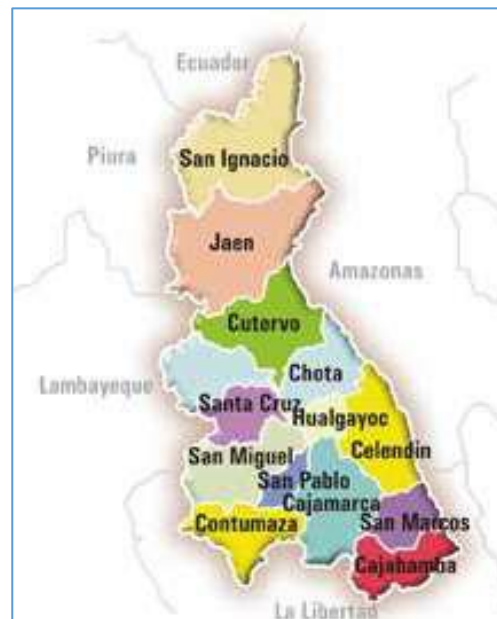 Ecuador
Piura
San Ignacio
Jaen
Amazonas
Cutervo
Lambayeque
Chota
Santa Cruz
Hualgayoc
San Miguel
Celendin
San Pablo
Cajamarca
Contumaza
San Marcos
Cajabamba
La Libertad